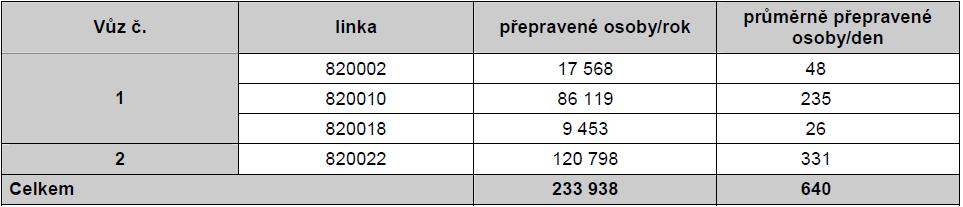 Vůz č. linka přepravené osoby/rok průměrně přepravené
osoby/den
820002 17 568 48
1 820010 86 119 235
820018 9 453 26
2 820022 120 798 331
Celkem 233 938 640